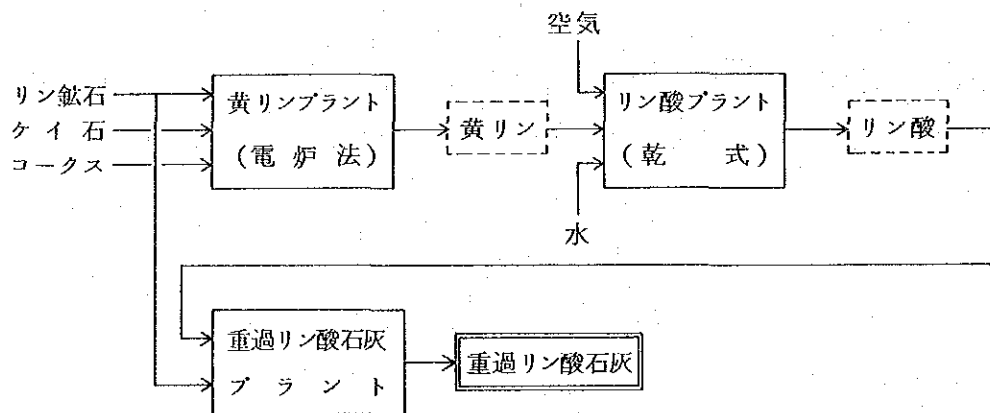 空気
リン鉱石
ケイ石
コークス
黄リンプラント
(電炉法)
黄リン
リン酸プラント
(乾式)
リン酸
水
重過リン酸石灰
プラント
重過リン酸石灰